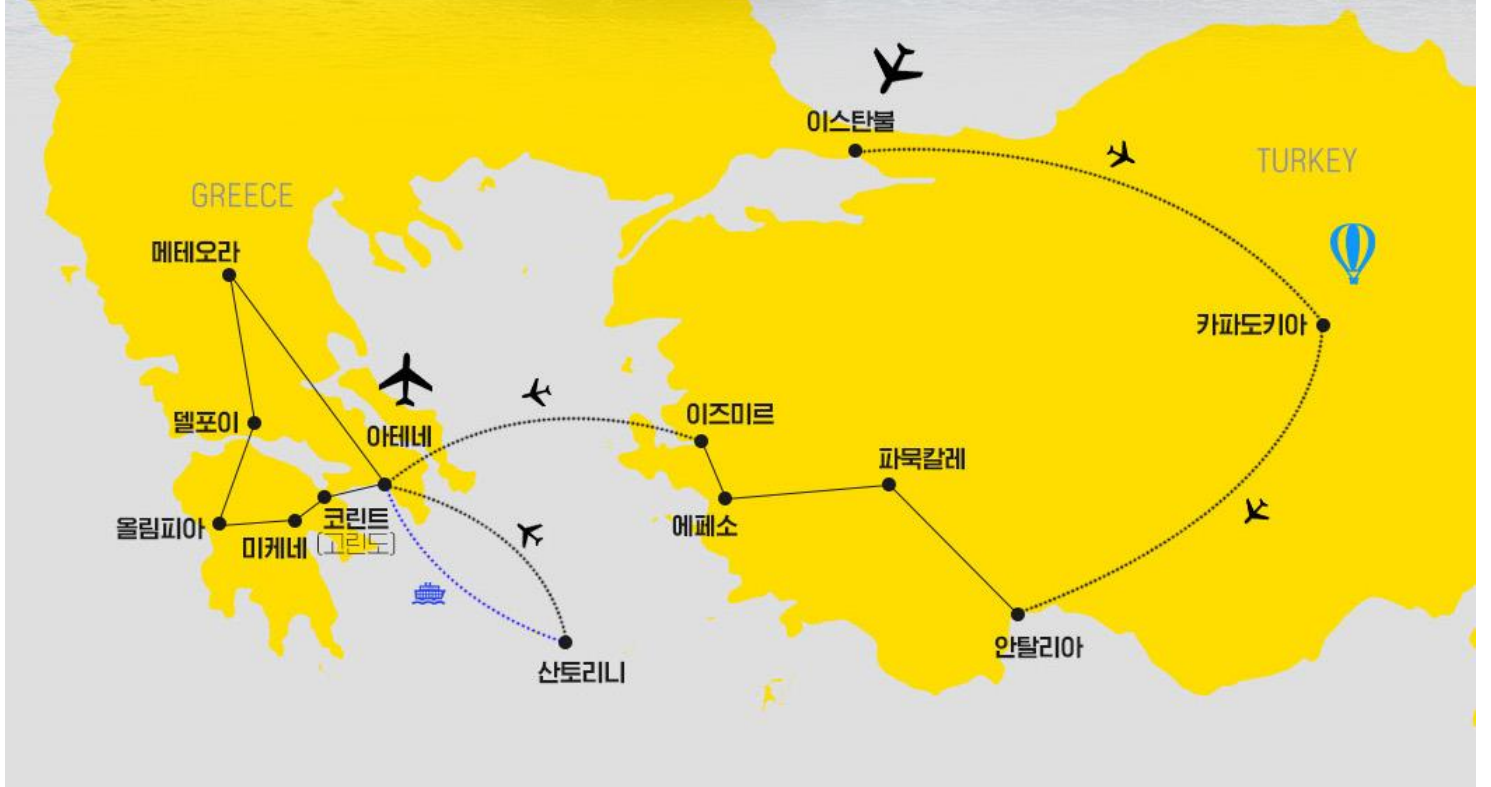 이스탄불
TURKEY
GREECE
메테오라
카파도키아
델포이
아테네
이즈미르
파묵칼레
올림피아
미케네
코린트
(고린도)
에페소
안탈리아
산토리니